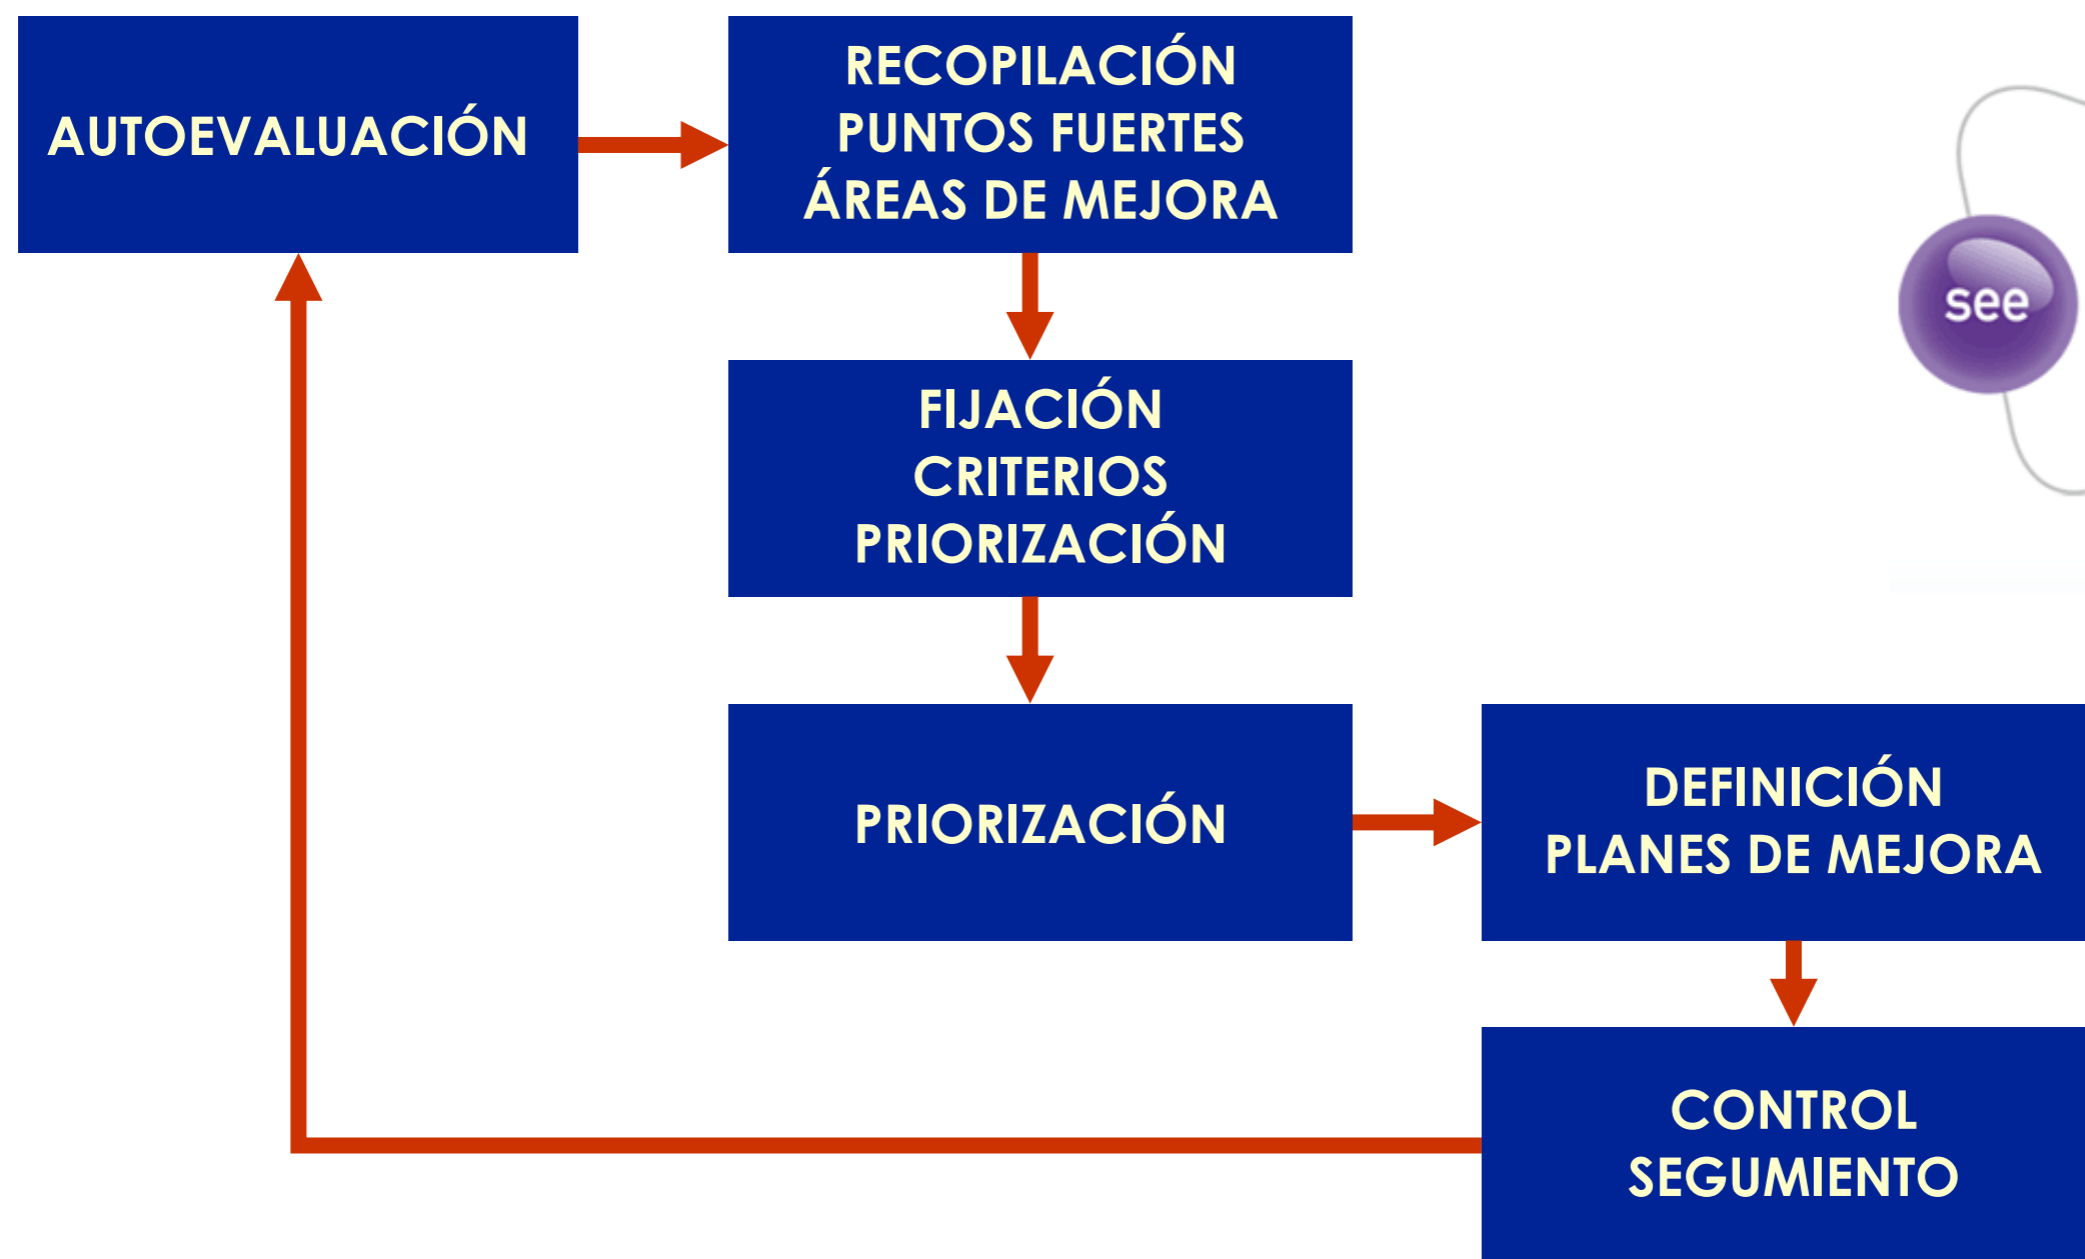 AUTOEVALUACIÓN
RECOPILACIÓN
PUNTOS FUERTES
ÁREAS DE MEJORA
see
FIJACIÓN
CRITERIOS
PRIORIZACIÓN
PRIORIZACIÓN
DEFINICIÓN
PLANES DE MEJORA
CONTROL
SEGUMIENTO